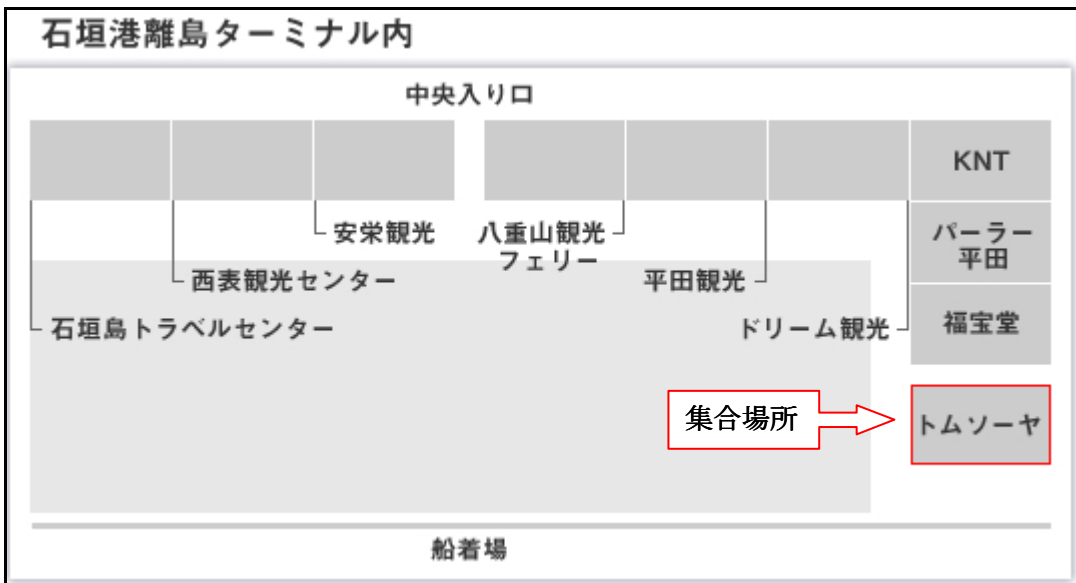 石垣港離島ターミナル内
中央入り口
KNT
安栄観光
八重山観光
フェリー
パーラー
平田
西表観光センター
平田観光
石垣島トラベルセンター
ドリーム観光
福宝堂
集合場所
トムソーヤ
船着場